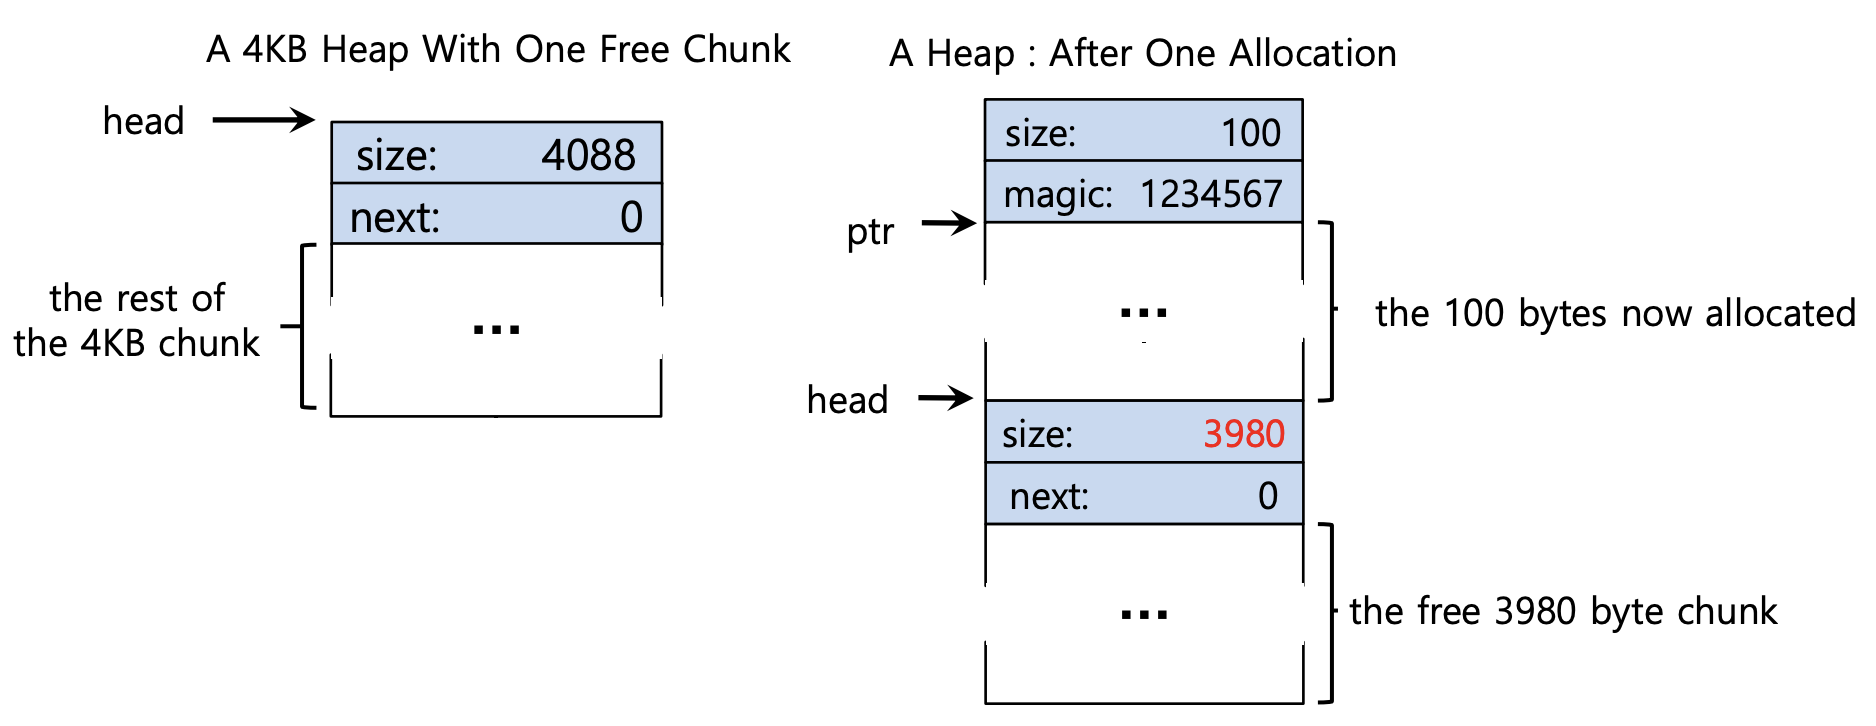 A 4KB Heap With One Free Chunk
head
size: 4088
next: 0
the rest of
the 4KB chunk
...
A Heap : After One Allocation
size: 100
magic: 1234567
ptr
...
the 100 bytes now allocated
head
size: 3980
next: 0
...
the free 3980 byte chunk